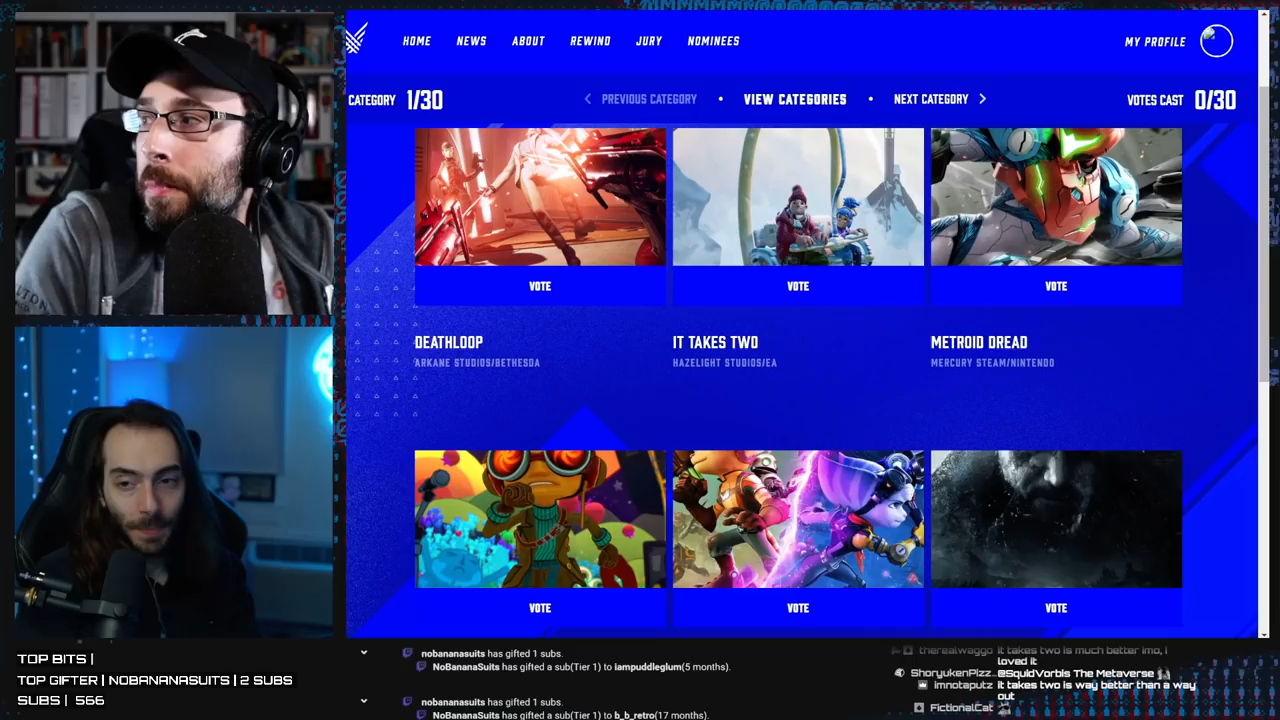 HOME NEWS ABOUT REWIND JURY NOMINEES MY PROFILE
CATEGORY 1/30 PREVIOUS CATEGORY • VIEW CATEGORIES • NEXT CATEGORY VOTES CAST 0/30
VOTE VOTE VOTE
DEATHLOOP IT TAKES TWO METROID DREAD
ARKANE STUDIOS/BETHESDA HAZELIGHT STUDIOS/EA MERCURY STEAM/NINTENDO
VOTE VOTE VOTE
TOP BITS |
TOP GIFTER | NOBANANASUITS | 2 SUBS
SUBS | 566
nobananasuits has gifted 1 subs.
NoBananaSuits has gifted a sub(Tier 1) to iampuddleglum(5 months).
nobananasuits has gifted 1 subs.
NoBananaSuits has gifted a sub(Tier 1) to b_b_retro(17 months).
therealwaggo it takes two is much better imo, i
loved it
ShoryukenPizz... @SquidVorbis The Metaverse
imnotaputz it takes two is way better than a way
out
FictionalCat